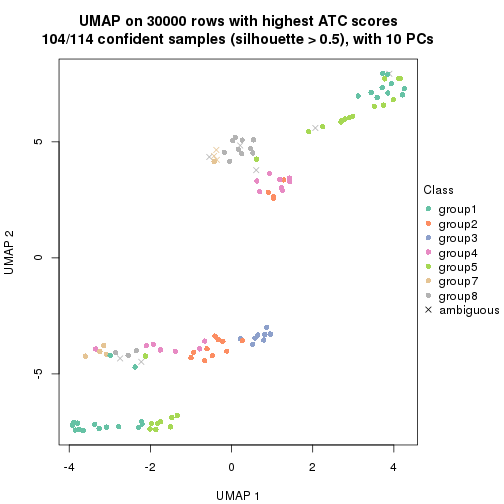 UMAP on 30000 rows with highest ATC scores
104/114 confident samples (silhouette > 0.5), with 10 PCs
UMAP 2
5
0
-5
-4
-2
0
2
4
UMAP 1
Class
group1
group2
group3
group4
group5
group7
group8
ambiguous